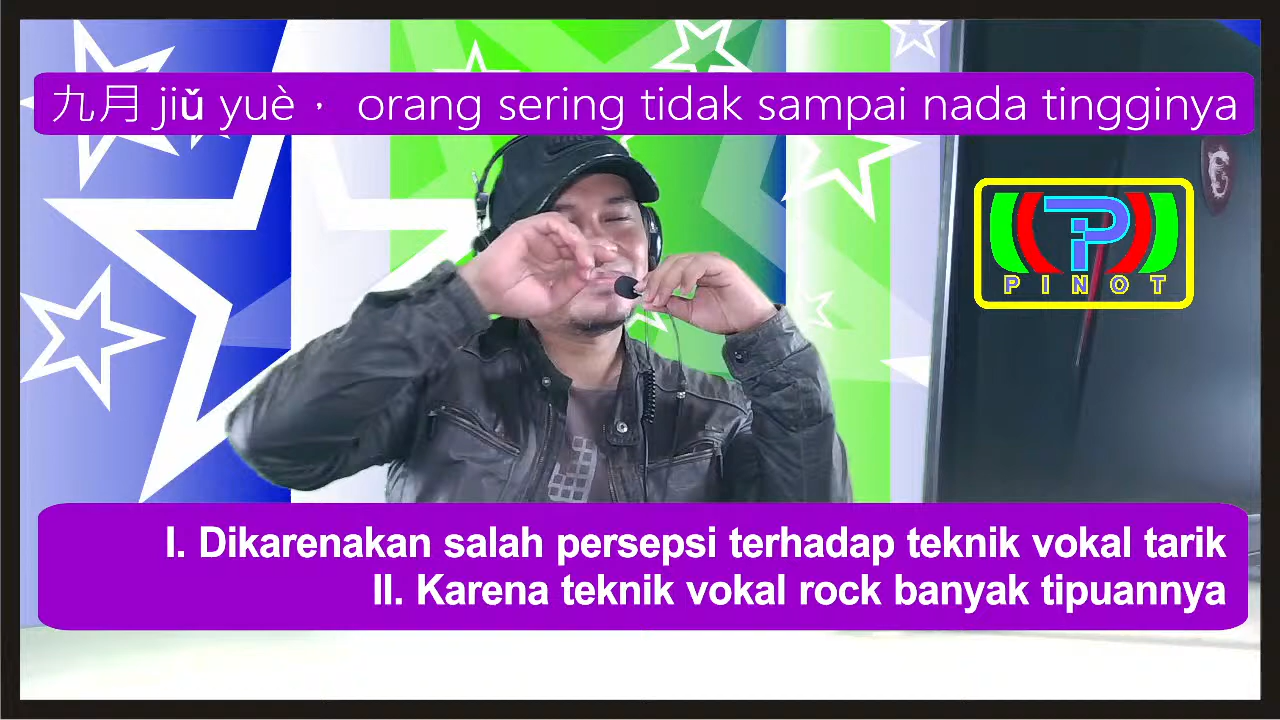 九月 jiǔ yuè， orang sering tidak sampai nada tingginya
PINOT
I. Dikarenakan salah persepsi terhadap teknik vokal tarik
II. Karena teknik vokal rock banyak tipuannya